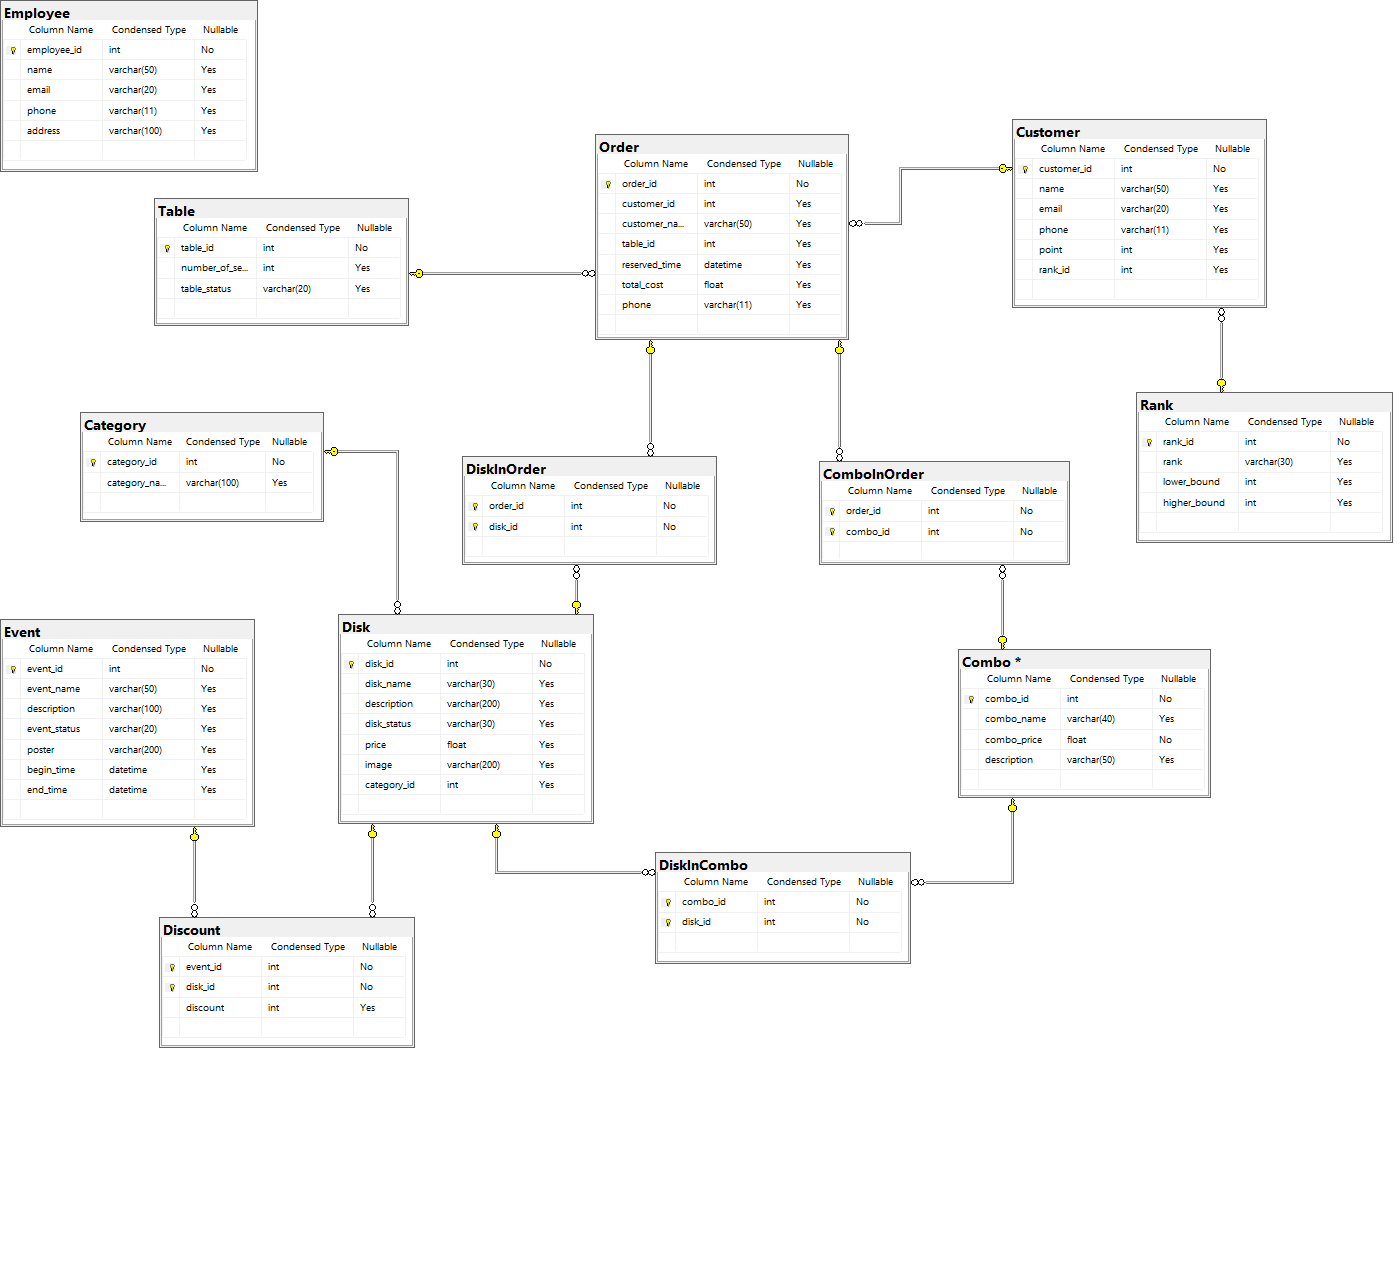 Employee
Column Name Condensed Type Nullable
employee_id int No
name varchar(50) Yes
email varchar(20) Yes
phone varchar(11) Yes
address varchar(100) Yes
Order
Column Name Condensed Type Nullable
order_id int No
customer_id int Yes
customer_na... varchar(50) Yes
table_id int Yes
reserved_time datetime Yes
total_cost float Yes
phone varchar(11) Yes
Customer
Column Name Condensed Type Nullable
customer_id int No
name varchar(50) Yes
email varchar(20) Yes
phone varchar(11) Yes
point int Yes
rank_id int Yes
Table
Column Name Condensed Type Nullable
table_id int No
number_of_se... int Yes
table_status varchar(20) Yes
Category
Column Name Condensed Type Nullable
category_id int No
category_na... varchar(100) Yes
DiskInOrder
Column Name Condensed Type Nullable
order_id int No
disk_id int No
ComboInOrder
Column Name Condensed Type Nullable
order_id int No
combo_id int No
Rank
Column Name Condensed Type Nullable
rank_id int No
rank varchar(30) Yes
lower_bound int Yes
higher_bound int Yes
Event
Column Name Condensed Type Nullable
event_id int No
event_name varchar(50) Yes
description varchar(100) Yes
event_status varchar(20) Yes
poster varchar(200) Yes
begin_time datetime Yes
end_time datetime Yes
Disk
Column Name Condensed Type Nullable
disk_id int No
disk_name varchar(30) Yes
description varchar(200) Yes
disk_status varchar(30) Yes
price float Yes
image varchar(200) Yes
category_id int Yes
Combo *
Column Name Condensed Type Nullable
combo_id int No
combo_name varchar(40) Yes
combo_price float No
description varchar(50) Yes
DiskInCombo
Column Name Condensed Type Nullable
combo_id int No
disk_id int No
Discount
Column Name Condensed Type Nullable
event_id int No
disk_id int No
discount int Yes